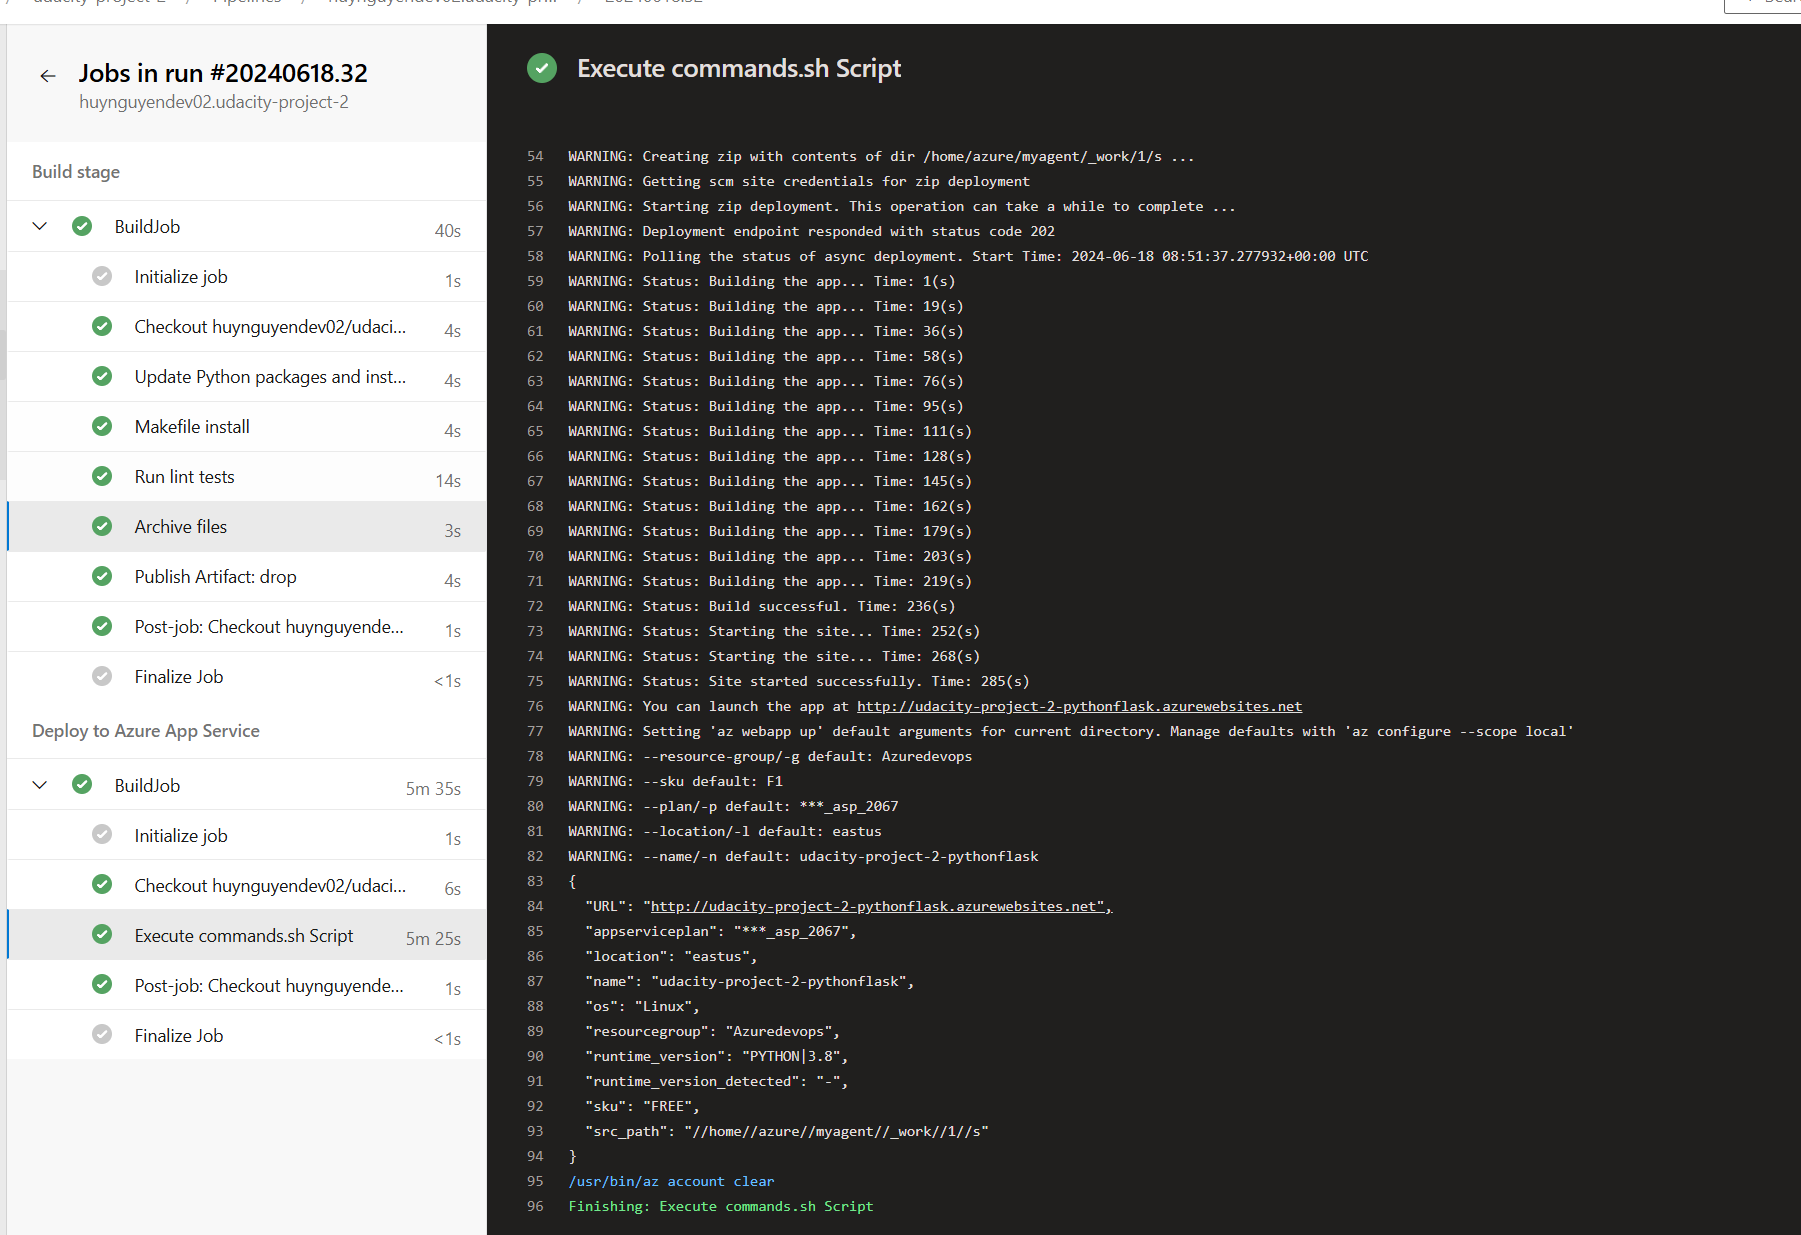 Jobs in run #20240618.32
huynguyendev02.udacity-project-2
Build stage
BuildJob 40s
Initialize job 1s
Checkout huynguyendev02/udaci... 4s
Update Python packages and inst... 4s
Makefile install 4s
Run lint tests 14s
Archive files 3s
Publish Artifact: drop 4s
Post-job: Checkout huynguyende... 1s
Finalize Job <1s
Deploy to Azure App Service
BuildJob 5m 35s
Initialize job 1s
Checkout huynguyendev02/udaci... 6s
Execute commands.sh Script 5m 25s
Post-job: Checkout huynguyende... 1s
Finalize Job <1s
Execute commands.sh Script
54 WARNING: Creating zip with contents of dir /home/azure/myagent/_work/1/s ...
55 WARNING: Getting scm site credentials for zip deployment
56 WARNING: Starting zip deployment. This operation can take a while to complete ...
57 WARNING: Deployment endpoint responded with status code 202
58 WARNING: Polling the status of async deployment. Start Time: 2024-06-18 08:51:37.277932+00:00 UTC
59 WARNING: Status: Building the app... Time: 1(s)
60 WARNING: Status: Building the app... Time: 19(s)
61 WARNING: Status: Building the app... Time: 36(s)
62 WARNING: Status: Building the app... Time: 58(s)
63 WARNING: Status: Building the app... Time: 76(s)
64 WARNING: Status: Building the app... Time: 95(s)
65 WARNING: Status: Building the app... Time: 111(s)
66 WARNING: Status: Building the app... Time: 128(s)
67 WARNING: Status: Building the app... Time: 145(s)
68 WARNING: Status: Building the app... Time: 162(s)
69 WARNING: Status: Building the app... Time: 179(s)
70 WARNING: Status: Building the app... Time: 203(s)
71 WARNING: Status: Building the app... Time: 219(s)
72 WARNING: Status: Build successful. Time: 236(s)
73 WARNING: Status: Starting the site... Time: 252(s)
74 WARNING: Status: Starting the site... Time: 268(s)
75 WARNING: Status: Site started successfully. Time: 285(s)
76 WARNING: You can launch the app at http://udacity-project-2-pythonflask.azurewebsites.net
77 WARNING: Setting 'az webapp up' default arguments for current directory. Manage defaults with 'az configure --scope local'
78 WARNING: --resource-group/-g default: Azuredevops
79 WARNING: --sku default: F1
80 WARNING: --plan/-p default: ***_asp_2067
81 WARNING: --location/-l default: eastus
82 WARNING: --name/-n default: udacity-project-2-pythonflask
83 {
84 "URL": "http://udacity-project-2-pythonflask.azurewebsites.net",
85 "appserviceplan": "***_asp_2067",
86 "location": "eastus",
87 "name": "udacity-project-2-pythonflask",
88 "os": "Linux",
89 "resourcegroup": "Azuredevops",
90 "runtime_version": "PYTHON|3.8",
91 "runtime_version_detected": "-",
92 "sku": "FREE",
93 "src_path": "//home//azure//myagent//_work//1//s"
94 }
95 /usr/bin/az account clear
96 Finishing: Execute commands.sh Script